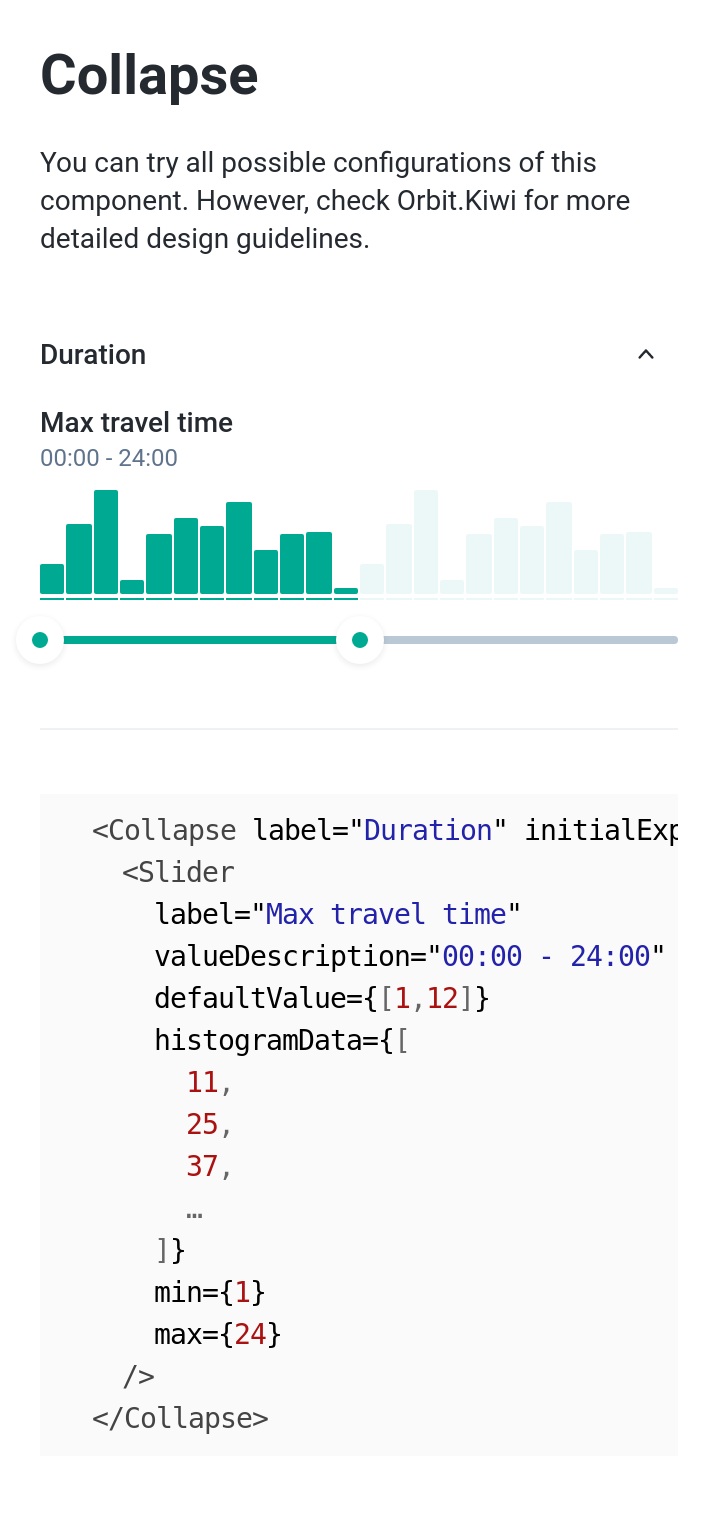 Collapse
You can try all possible configurations of this
component. However, check Orbit.Kiwi for more
detailed design guidelines.
Duration
Max travel time
00:00 - 24:00
<Collapse label="Duration" initialExp
<Slider
label="Max travel time"
valueDescription="00:00 - 24:00"
defaultValue={[1,12]}
histogramData={[
11,
25,
37,
…
]}
min={1}
max={24}
/>
</Collapse>